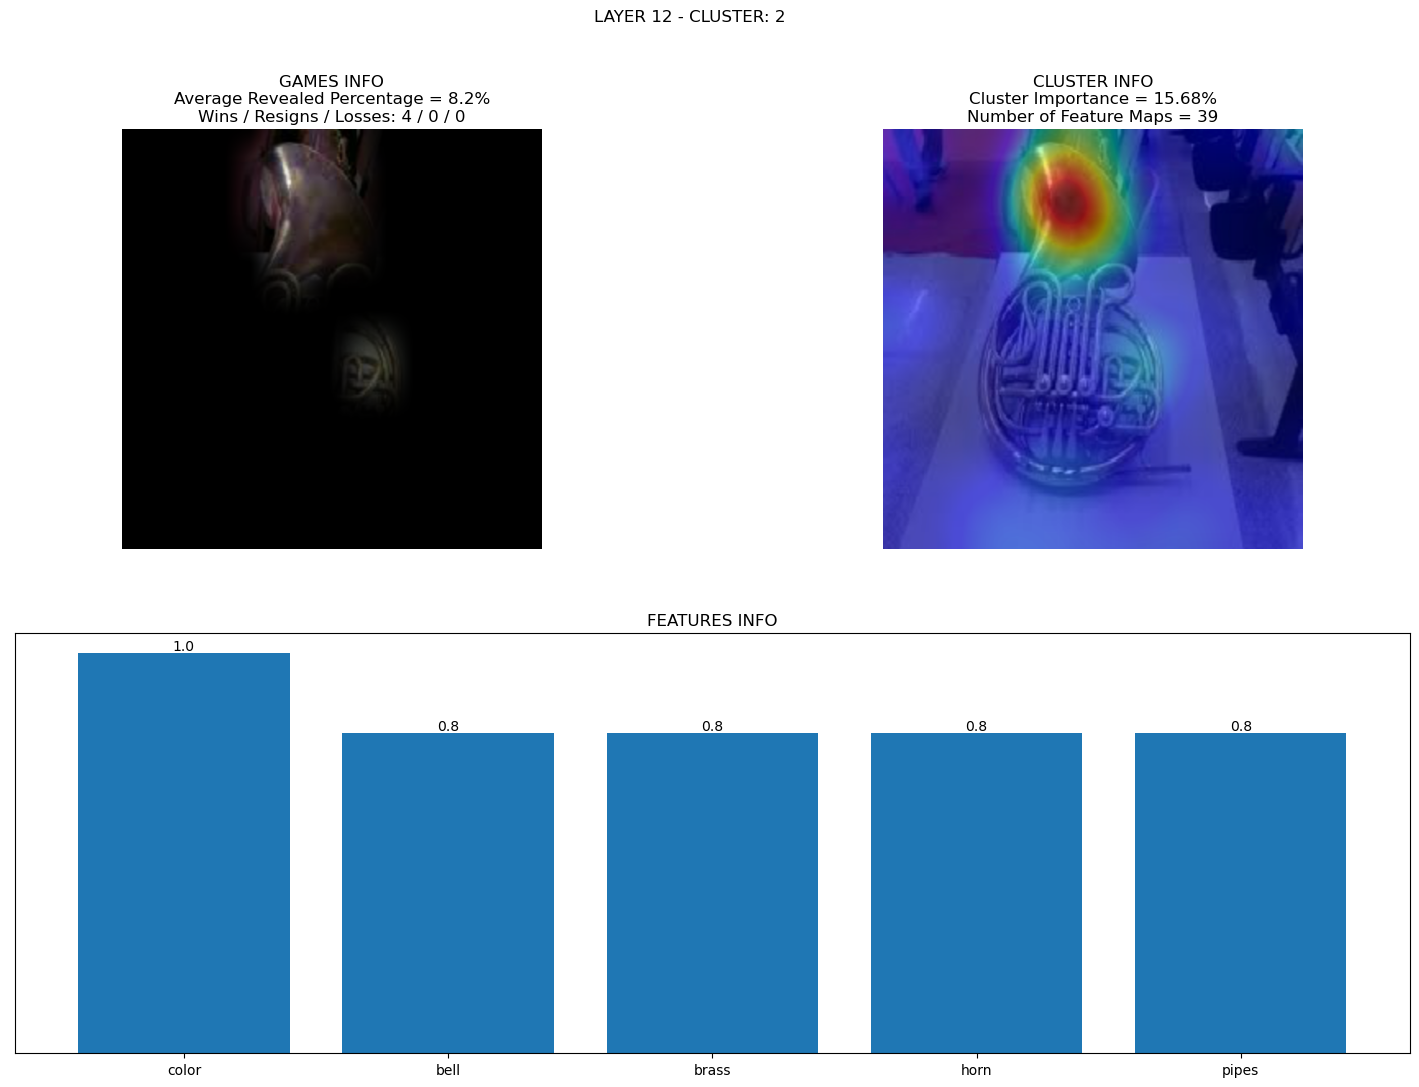 LAYER 12 - CLUSTER: 2
GAMES INFO
Average Revealed Percentage = 8.2%
Wins / Resigns / Losses: 4 / 0 / 0
CLUSTER INFO
Cluster Importance = 15.68%
Number of Feature Maps = 39
FEATURES INFO
1.0
0.8
0.8
0.8
0.8
color
bell
brass
horn
pipes